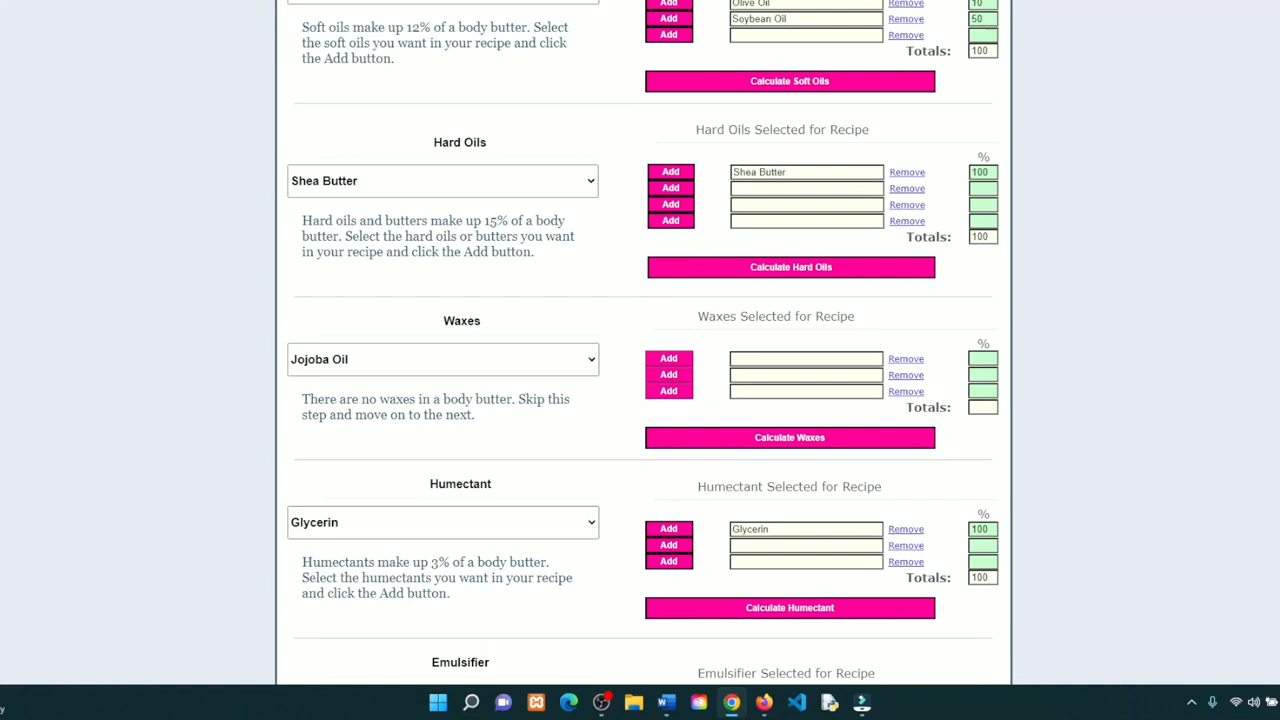 Olive Oil 10
Add Soybean Oil Remove 50
Add Remove
Totals: 100
Soft oils make up 12% of a body butter. Select
the soft oils you want in your recipe and click
the Add button.
Calculate Soft Oils
Hard Oils
Shea Butter
Hard oils and butters make up 15% of a body
butter. Select the hard oils or butters you want
in your recipe and click the Add button.
Hard Oils Selected for Recipe
%
Add Shea Butter Remove 100
Add Remove
Add Remove
Add Remove
Totals: 100
Calculate Hard Oils
Waxes
Jojoba Oil
There are no waxes in a body butter. Skip this
step and move on to the next.
Waxes Selected for Recipe
%
Add Remove
Add Remove
Add Remove
Totals:
Calculate Waxes
Humectant
Glycerin
Humectants make up 3% of a body butter.
Select the humectants you want in your recipe
and click the Add button.
Humectant Selected for Recipe
%
Add Glycerin Remove 100
Add Remove
Add Remove
Totals: 100
Calculate Humectant
Emulsifier
Emulsifier Selected for Recipe